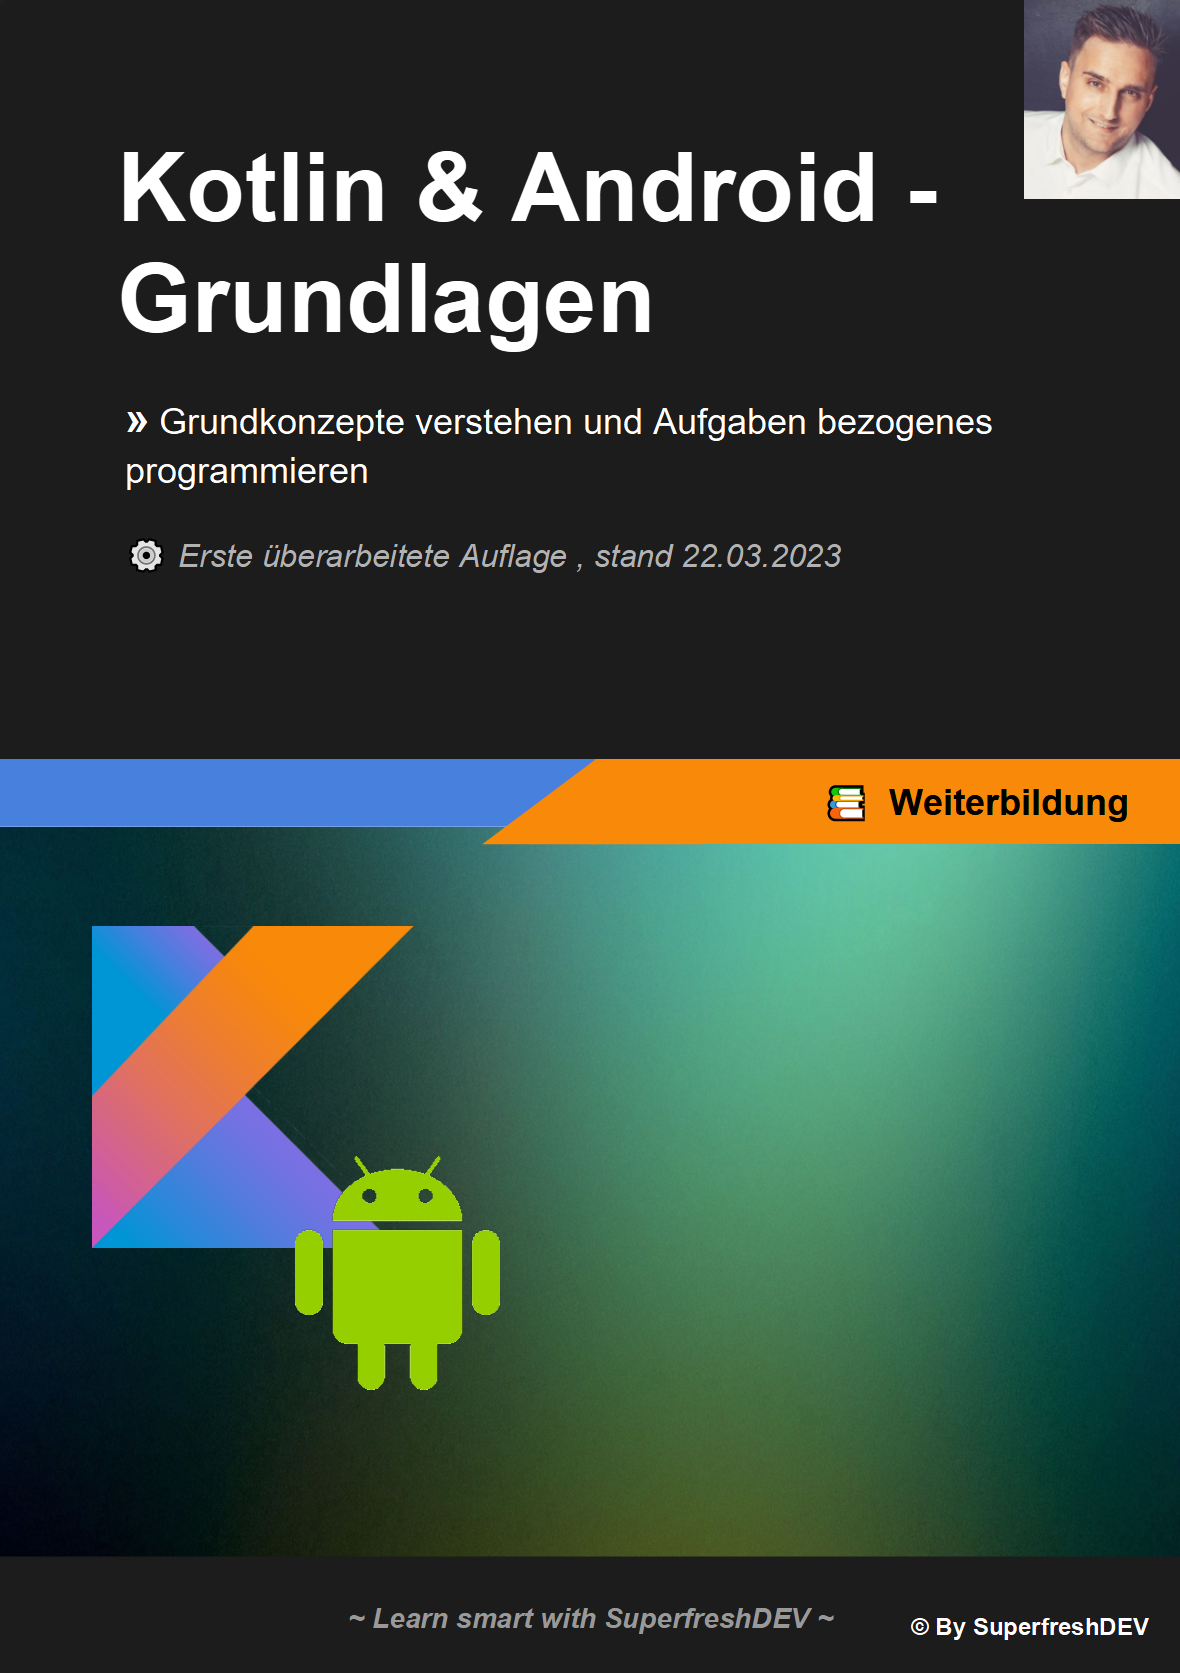 Kotlin & Android -
Grundlagen
» Grundkonzepte verstehen und Aufgaben bezogenes
programmieren
Erste überarbeitete Auflage , stand 22.03.2023
Weiterbildung
~ Learn smart with SuperfreshDEV ~
© By SuperfreshDEV